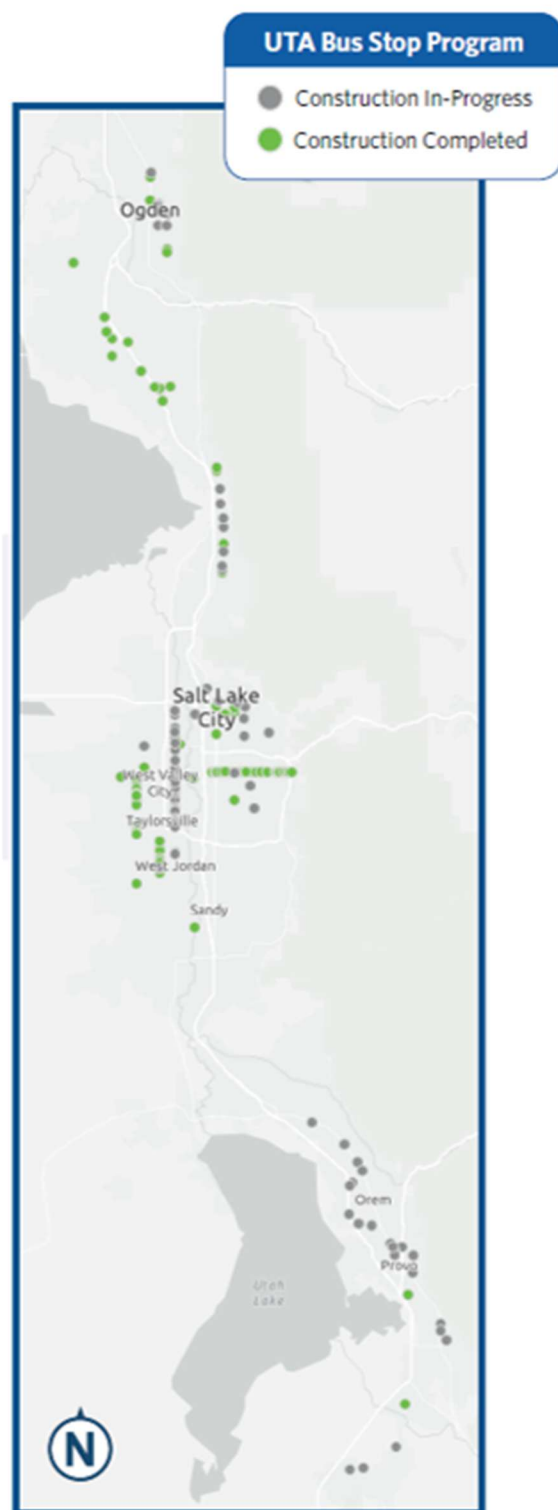 UTA Bus Stop Program
Construction In-Progress
Construction Completed
Ogden
Salt Lake
City
West Valley
City
Taylorsville
West Jordan
Sandy
Orem
Provo
Utah
Lake
N